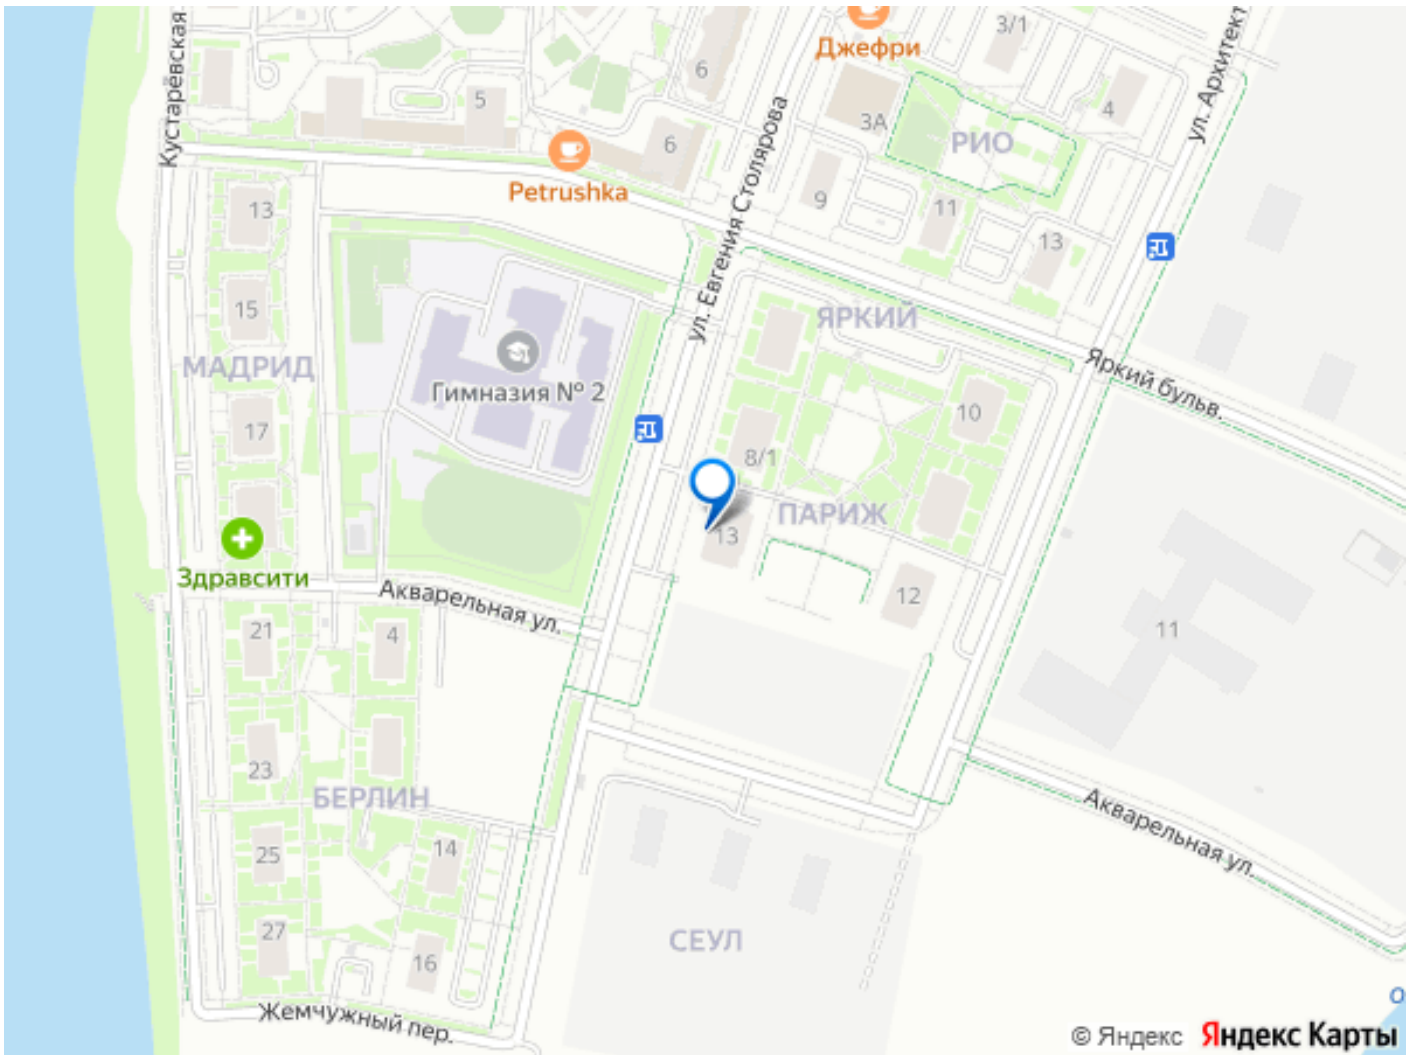 Кустарёвская
Джефри
3/1
ул. Архитект
6
5
4
3А
6
РИО
Petrushka
9
11
13
13
ул. Евгения Столярова
15
ЯРКИЙ
МАДРИД
Гимназия № 2
Яркий бульв.
17
10
8/1
ПАРИЖ
13
Здравсити
Акварельная ул.
12
21
4
11
23
БЕРЛИН
Акварельная ул.
25
14
27
СЕУЛ
16
Жемчужный пер.
О
© Яндекс Яндекс Карты